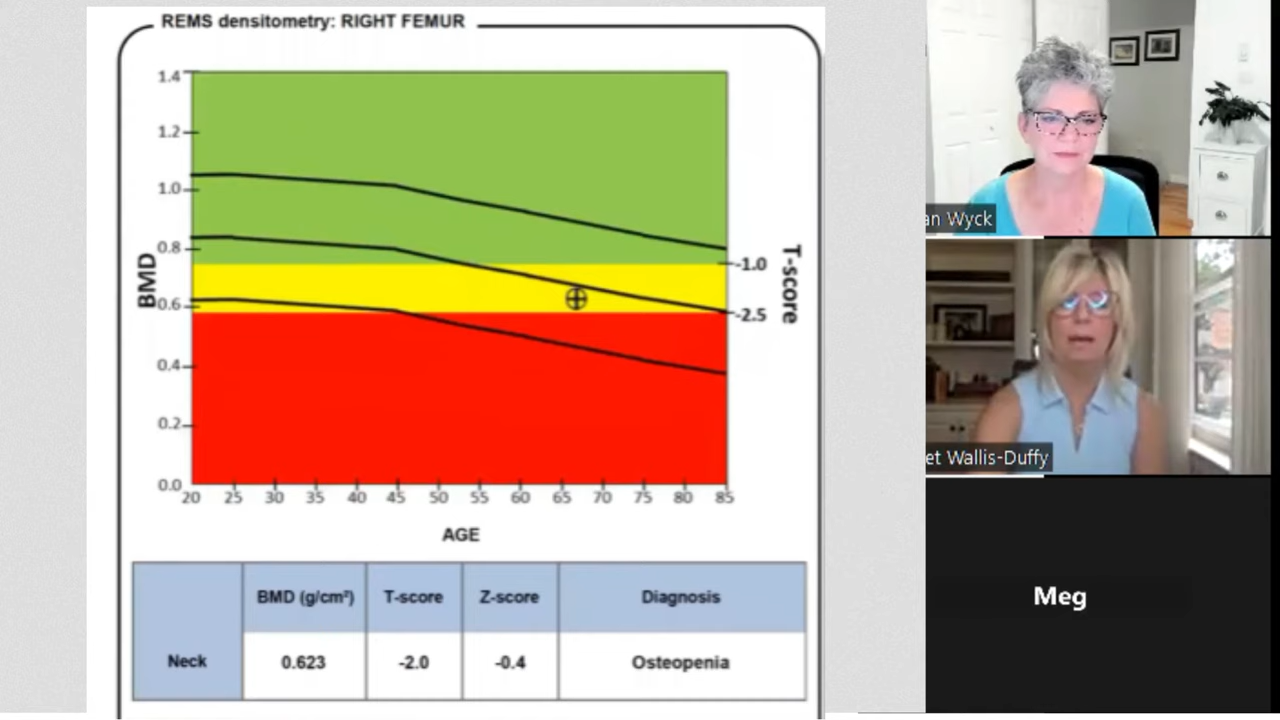 REMS densitometry: RIGHT FEMUR
1.4
1.2
1.0
0.8
0.6
0.4
0.2
0.0
BMD
-1.0
-2.5
T-score
20 25 30 35 40 45 50 55 60 65 70 75 80 85
AGE
BMD (g/cm²) T-score Z-score Diagnosis
Neck 0.623 -2.0 -0.4 Osteopenia
an Wyck
et Wallis-Duffy
Meg